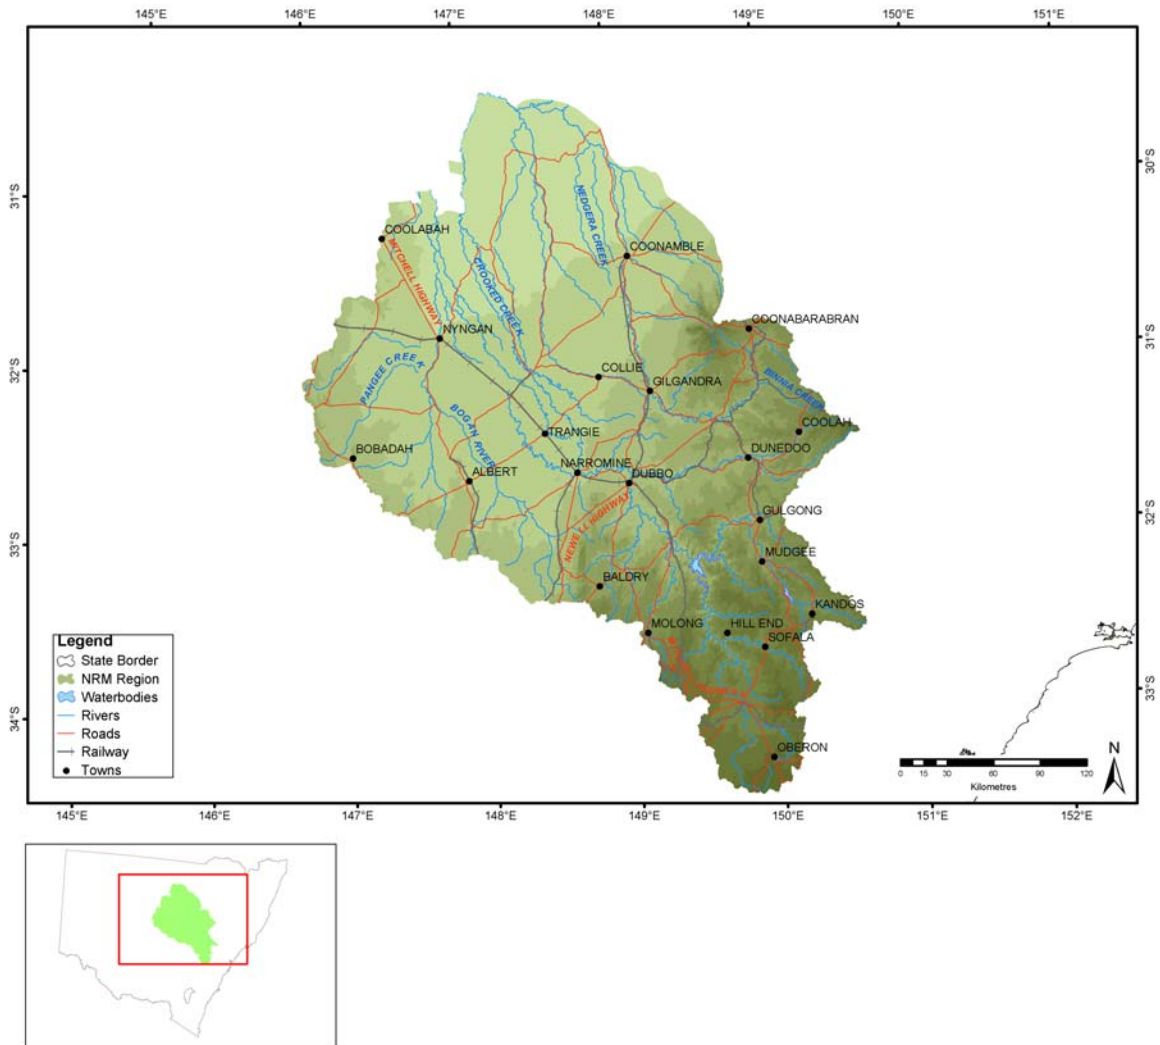 145°E 146°E 147°E 148°E 149°E 150°E 151°E
30°S
31°S
COOLABAH
MITCHELL HIGHWAY
NEDGERA CREEK
COONAMBLE
CROOKED CREEK
COONABARABRAN
NYNGAN
31°S
32°S
COLLIE
PANGEE CREEK
GILGANDRA
BINNIA CREEK
BOGAN RIVER
TRANGIE
COOLAH
BOBADAH
DUNEDOO
NARROMINE
ALBERT
DUBBO
32°S
GULGONG
NEWELL HIGHWAY
33°S
MUDGEE
BALDRY
KANDOS
MOLONG
HILL END
SOFALA
Legend
State Border
NRM Region
Waterbodies
Rivers
Roads
Railway
Towns
33°S
34°S
OBERON
N
0 15 30 60 90 120
Kilometres
145°E 146°E 147°E 148°E 149°E 150°E 151°E 152°E